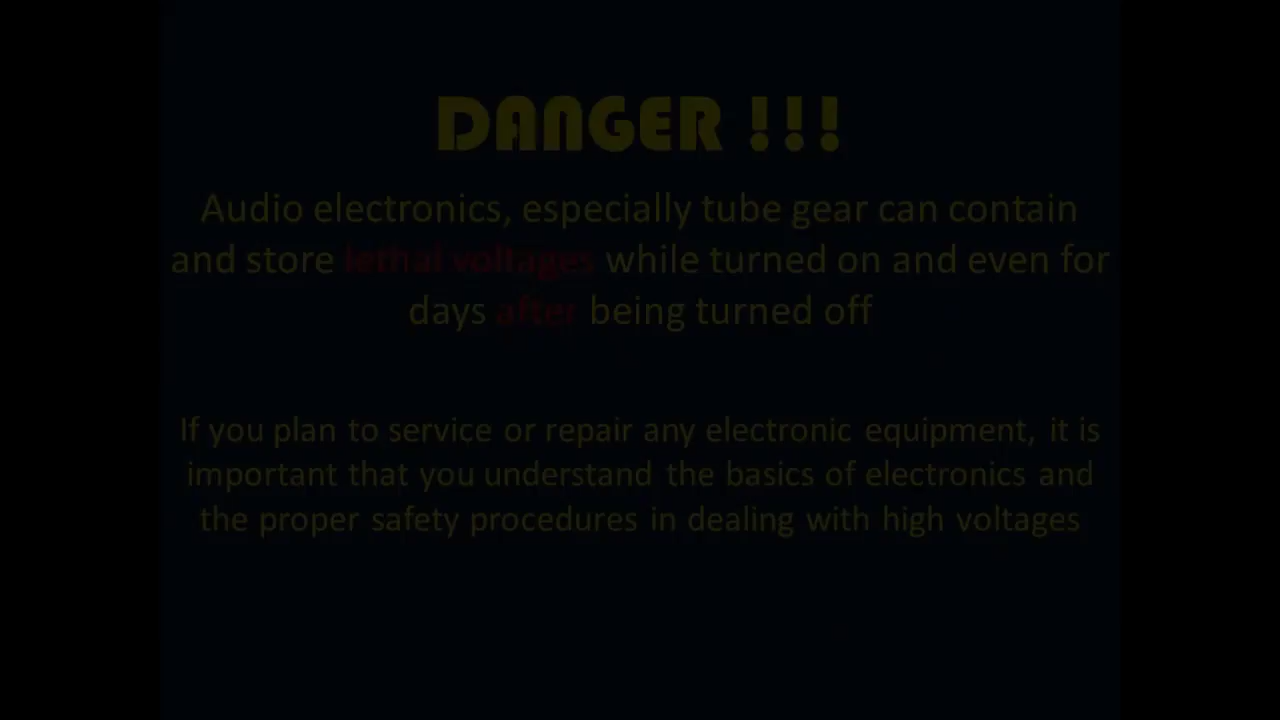 DANGER !!!
Audio electronics, especially tube gear can contain
and store lethal voltages while turned on and even for
days after being turned off
If you plan to service or repair any electronic equipment, it is
important that you understand the basics of electronics and
the proper safety procedures in dealing with high voltages